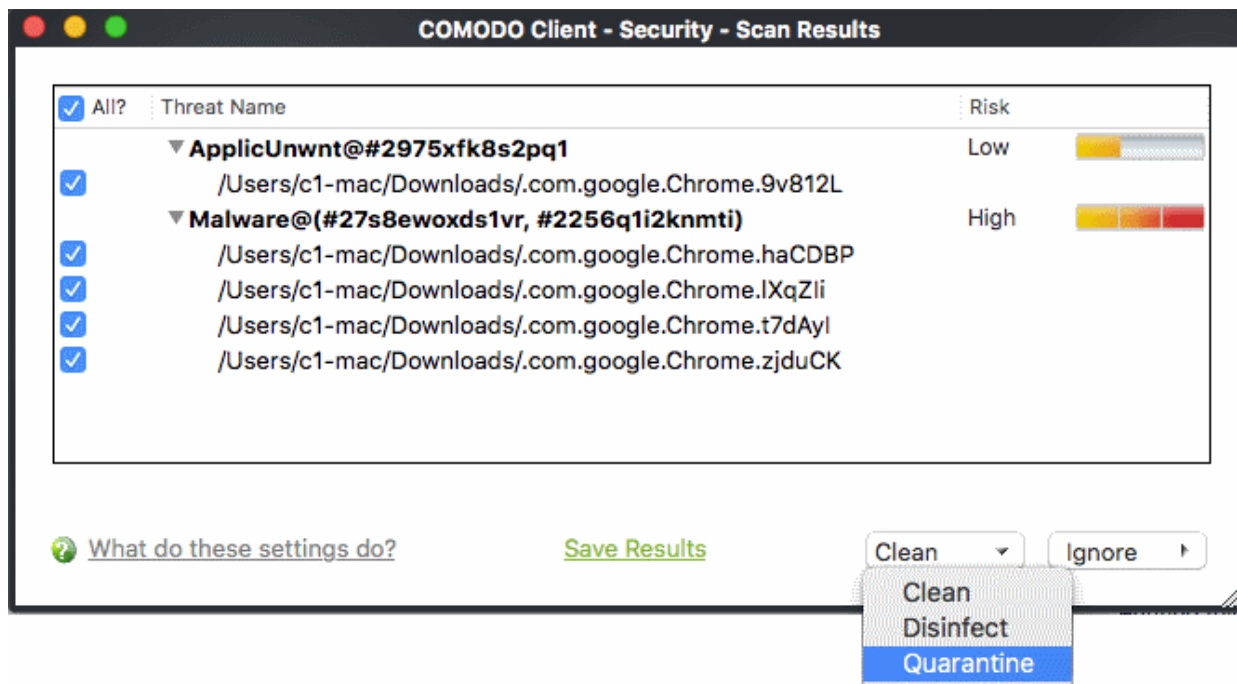 COMODO Client - Security - Scan Results
All? Threat Name Risk
ApplicUnwnt@#2975xfk8s2pq1 Low
/Users/c1-mac/Downloads/.com.google.Chrome.9v812L
Malware@(#27s8ewoxds1vr, #2256q1i2knmti) High
/Users/c1-mac/Downloads/.com.google.Chrome.haCDBP
/Users/c1-mac/Downloads/.com.google.Chrome.lXqZIi
/Users/c1-mac/Downloads/.com.google.Chrome.t7dAyI
/Users/c1-mac/Downloads/.com.google.Chrome.zjduCK
What do these settings do? Save Results Clean Ignore
Clean
Disinfect
Quarantine